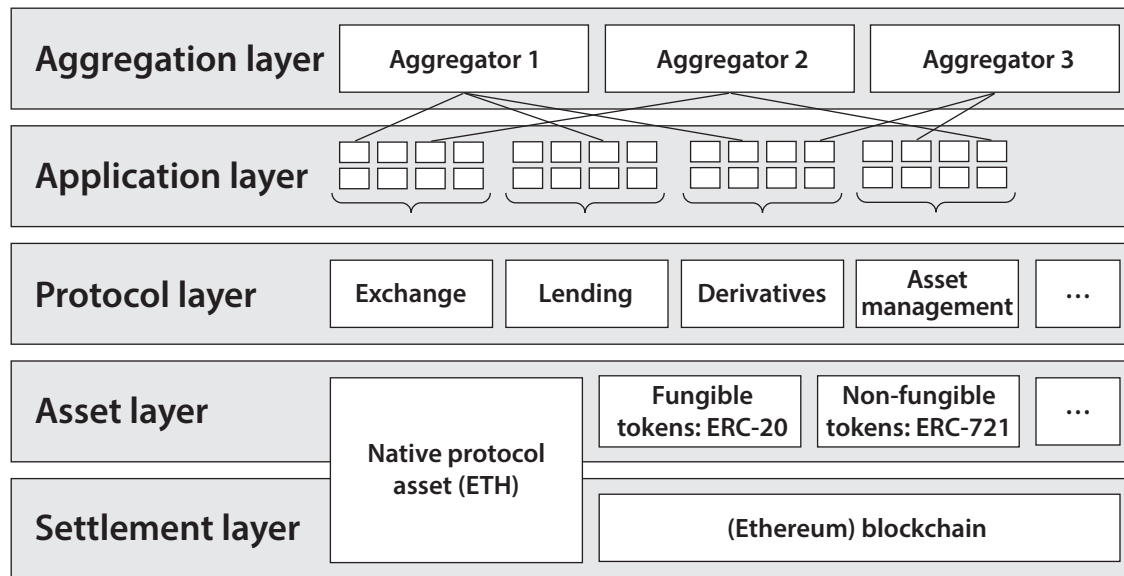 Aggregation layer
Aggregator 1
Aggregator 2
Aggregator 3
Application layer
Protocol layer
Exchange
Lending
Derivatives
Asset
management
...
Asset layer
Fungible
tokens: ERC-20
Non-fungible
tokens: ERC-721
...
Native protocol
asset (ETH)
Settlement layer
(Ethereum) blockchain